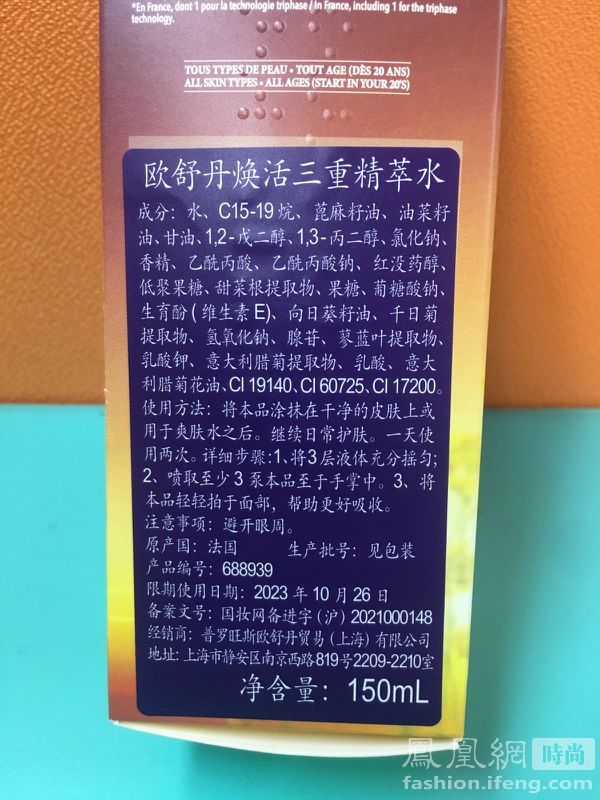 *En France, dont 1 pour la technologie triphase / In France, including 1 for the triphase
technology.
TOUS TYPES DE PEAU • TOUT AGE (DÈS 20 ANS)
ALL SKIN TYPES • ALL AGES (START IN YOUR 20'S)
欧舒丹焕活三重精萃水
成分：水、C15-19 烷、蓖麻籽油、油菜籽
油、甘油、1,2-戊二醇、1,3-丙二醇、氯化钠、
香精、乙酰丙酸、乙酰丙酸钠、红没药醇、
低聚果糖、甜菜根提取物、果糖、葡糖酸钠、
生育酚（维生素 E)、向日葵籽油、千日菊
提取物、氢氧化钠、腺苷、蓼蓝叶提取物、
乳酸钾、意大利腊菊提取物、乳酸、意大
利腊菊花油、CI 19140、CI 60725、CI 17200。
使用方法：将本品涂抹在干净的皮肤上或
用于爽肤水之后。继续日常护肤。一天使
用两次。详细步骤:1、将3层液体充分摇匀;
2、喷取至少 3 泵本品至于手掌中。3、将
本品轻轻拍于面部，帮助更好吸收。
注意事项：避开眼周。
原产国：法国 生产批号：见包装
产品编号：688939
限期使用日期：2023 年 10 月 26 日
备案文号：国妆网备进字 (沪) 2021000148
经销商：普罗旺斯欧舒丹贸易 (上海) 有限公司
地址：上海市静安区南京西路819号2209-2210室
净含量：150mL
鳳凰網 時尚
fashion.ifeng.com